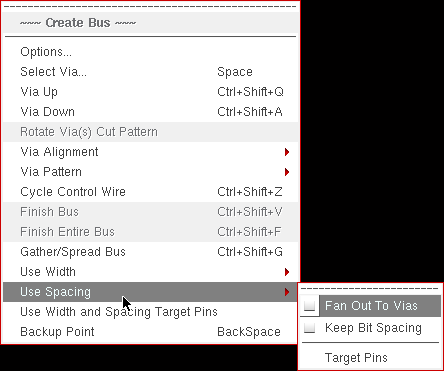 ~~~ Create Bus ~~~
Options...
Select Via... Space
Via Up Ctrl+Shift+Q
Via Down Ctrl+Shift+A
Rotate Via(s) Cut Pattern
Via Alignment
Via Pattern
Cycle Control Wire Ctrl+Shift+Z
Finish Bus Ctrl+Shift+V
Finish Entire Bus Ctrl+Shift+F
Gather/Spread Bus Ctrl+Shift+G
Use Width
Use Spacing
Use Width and Spacing Target Pins
Backup Point BackSpace
Fan Out To Vias
Keep Bit Spacing
Target Pins